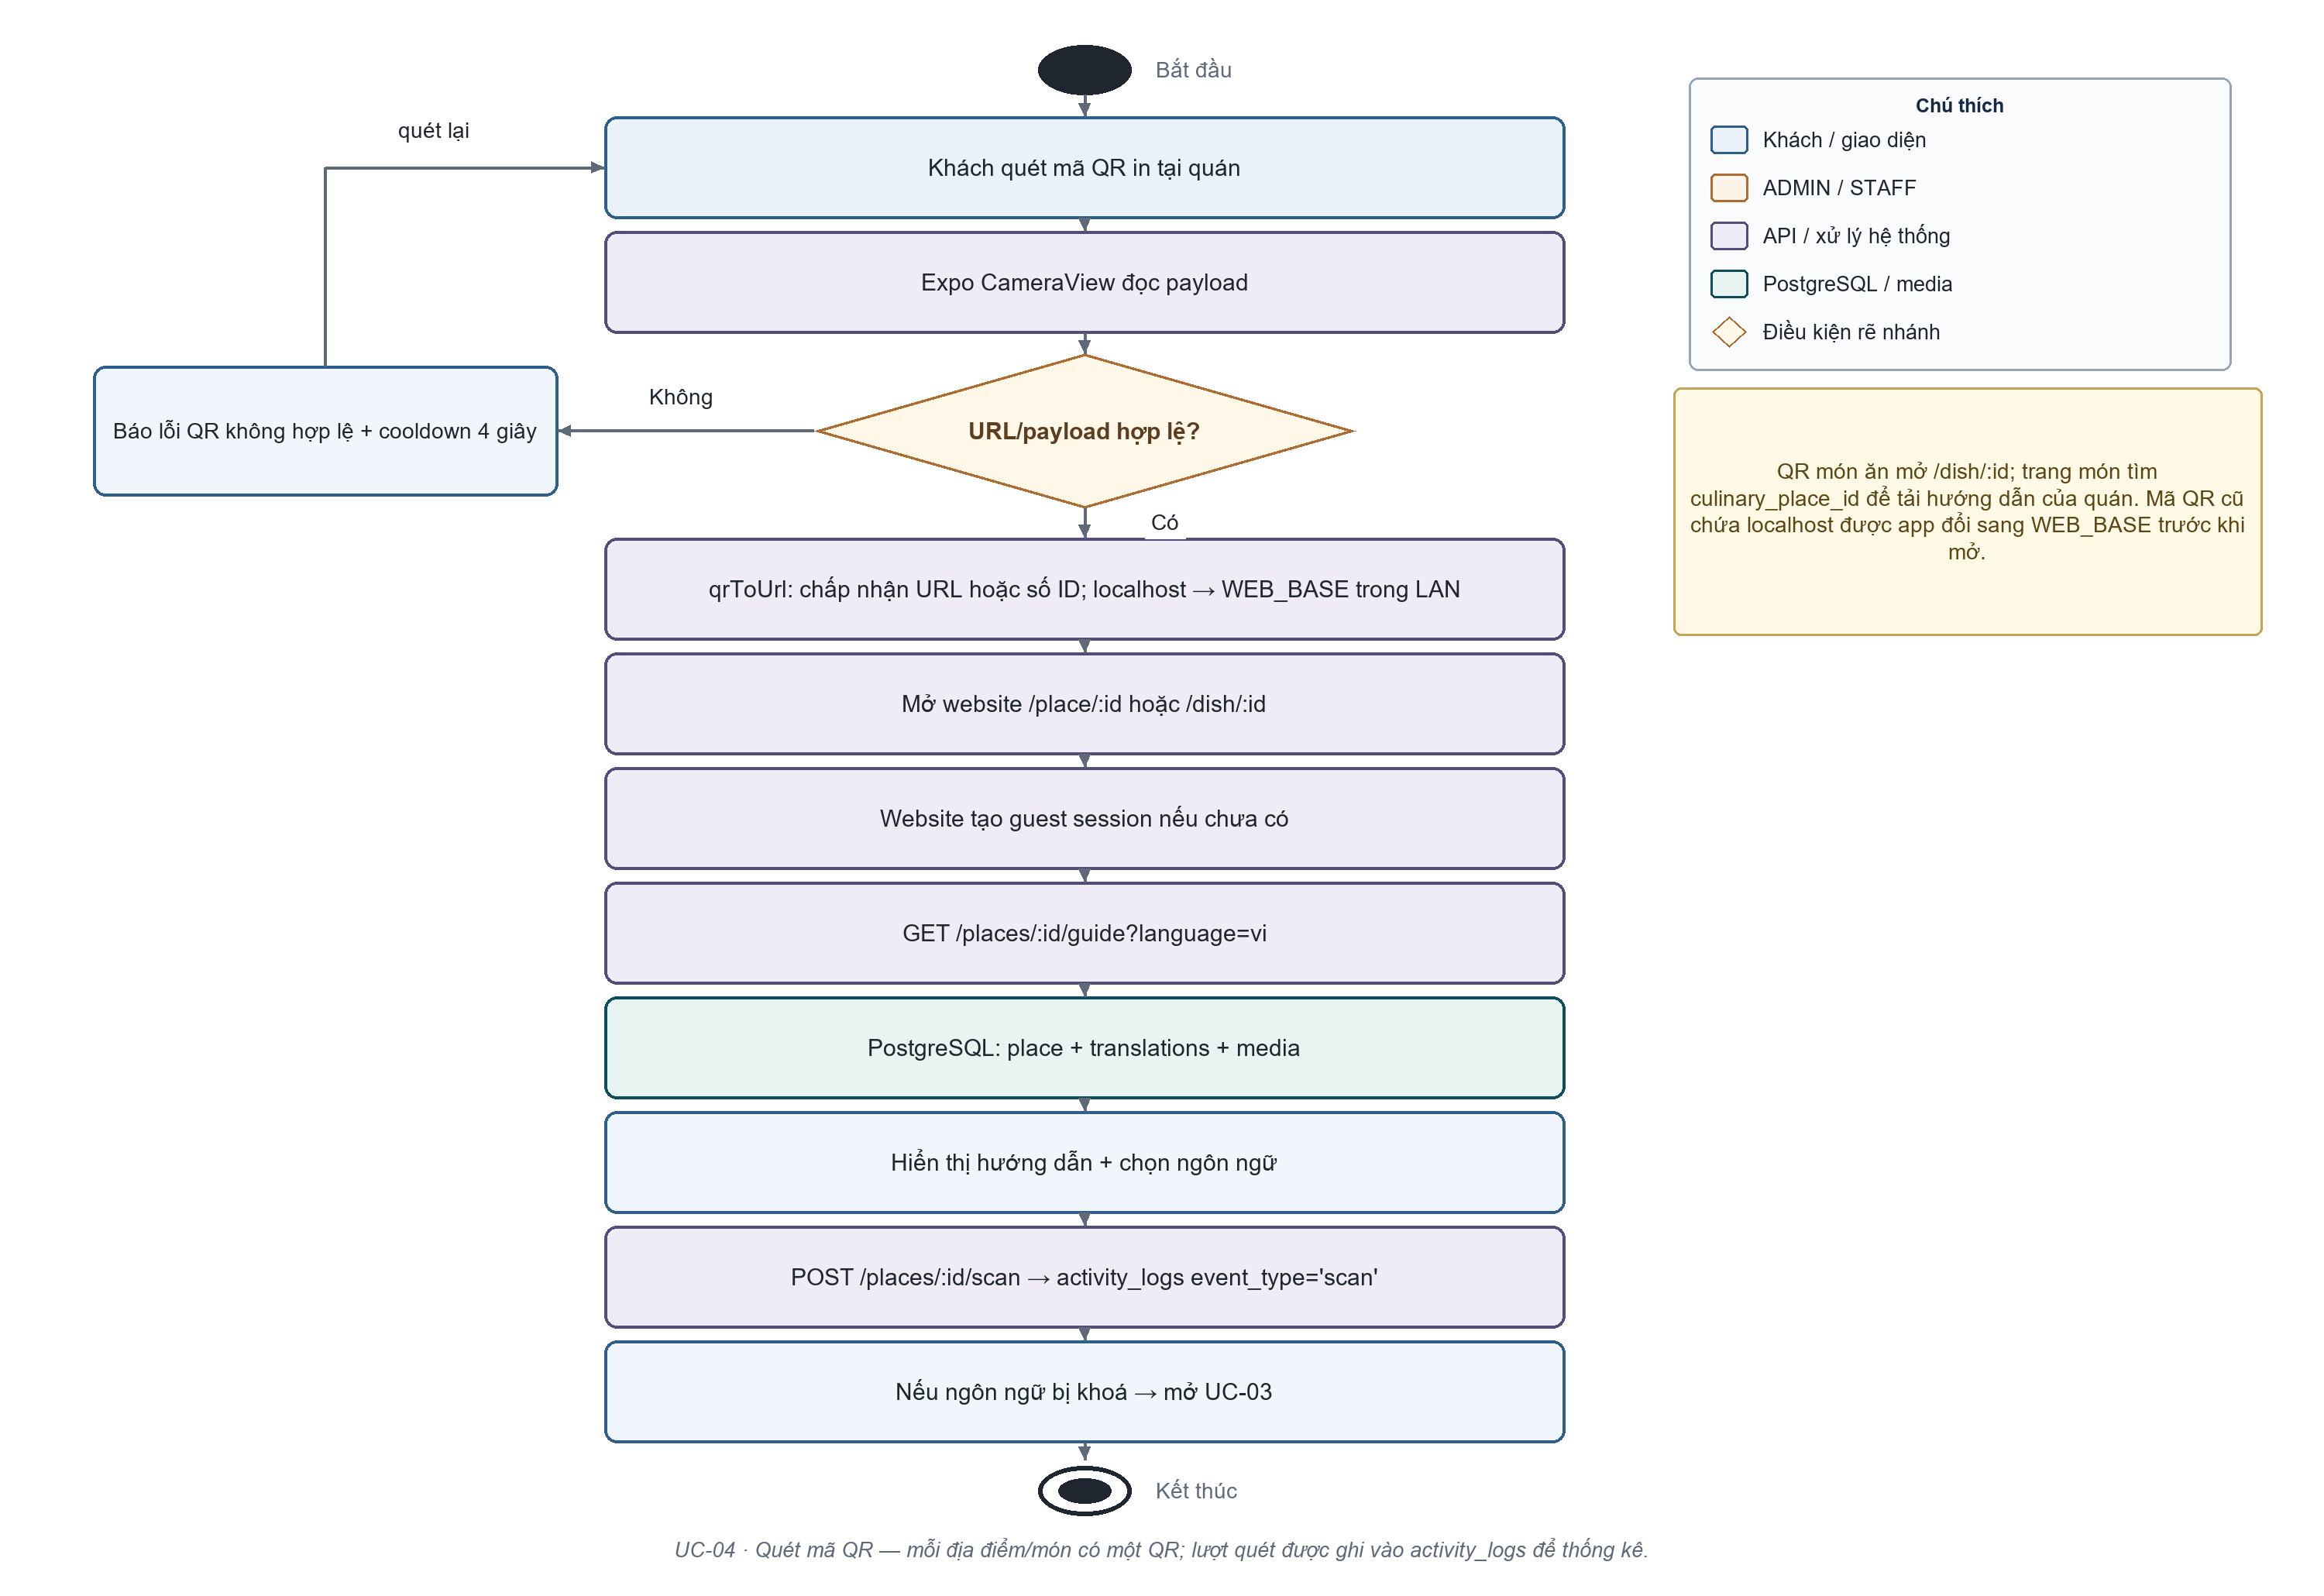 Bắt đầu
quét lại
Khách quét mã QR in tại quán
Expo CameraView đọc payload
URL/payload hợp lệ?
Không
Báo lỗi QR không hợp lệ + cooldown 4 giây
Có
qrToUrl: chấp nhận URL hoặc số ID; localhost → WEB_BASE trong LAN
Mở website /place/:id hoặc /dish/:id
Website tạo guest session nếu chưa có
GET /places/:id/guide?language=vi
PostgreSQL: place + translations + media
Hiển thị hướng dẫn + chọn ngôn ngữ
POST /places/:id/scan → activity_logs event_type='scan'
Nếu ngôn ngữ bị khoá → mở UC-03
Kết thúc
Chú thích
Khách / giao diện
ADMIN / STAFF
API / xử lý hệ thống
PostgreSQL / media
Điều kiện rẽ nhánh
QR món ăn mở /dish/:id; trang món tìm
culinary_place_id để tải hướng dẫn của quán. Mã QR cũ
chứa localhost được app đổi sang WEB_BASE trước khi
mở.
UC-04 · Quét mã QR — mỗi địa điểm/món có một QR; lượt quét được ghi vào activity_logs để thống kê.